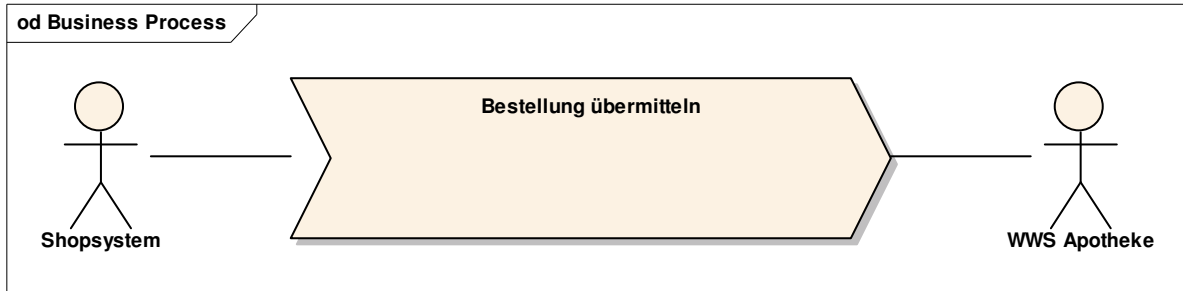 od Business Process
Bestellung übermitteln
Shopsystem
WWS Apotheke